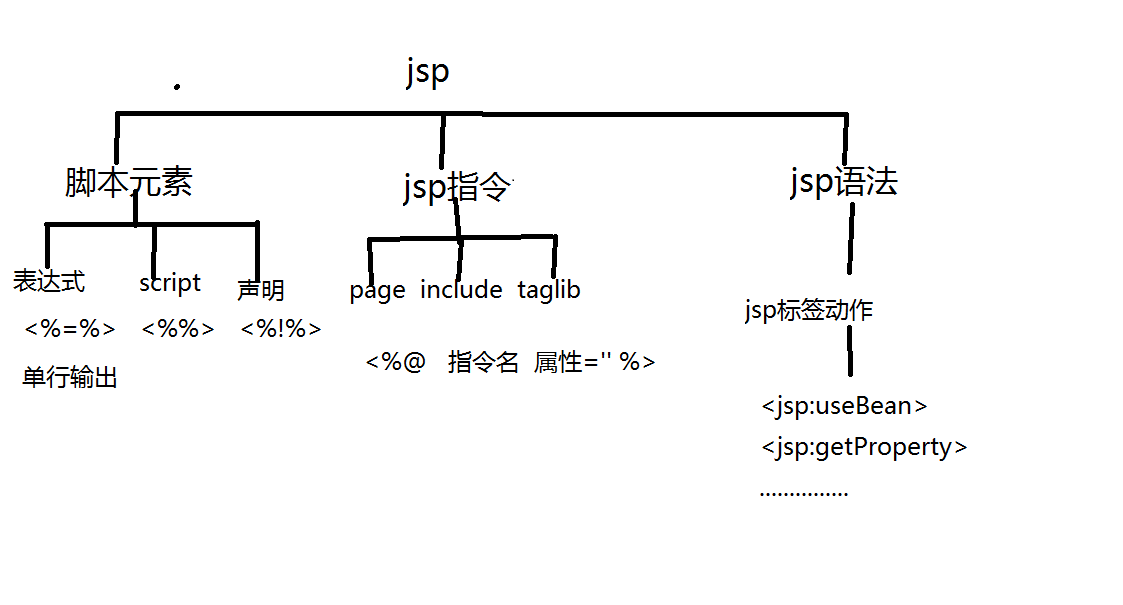 jsp
脚本元素 jsp指令 jsp语法
表达式 script 声明 page include taglib
<%=%> <%%> <%!%>
单行输出
<%@ 指令名 属性='' %>
jsp标签动作
<jsp:useBean>
<jsp:getProperty>
...............